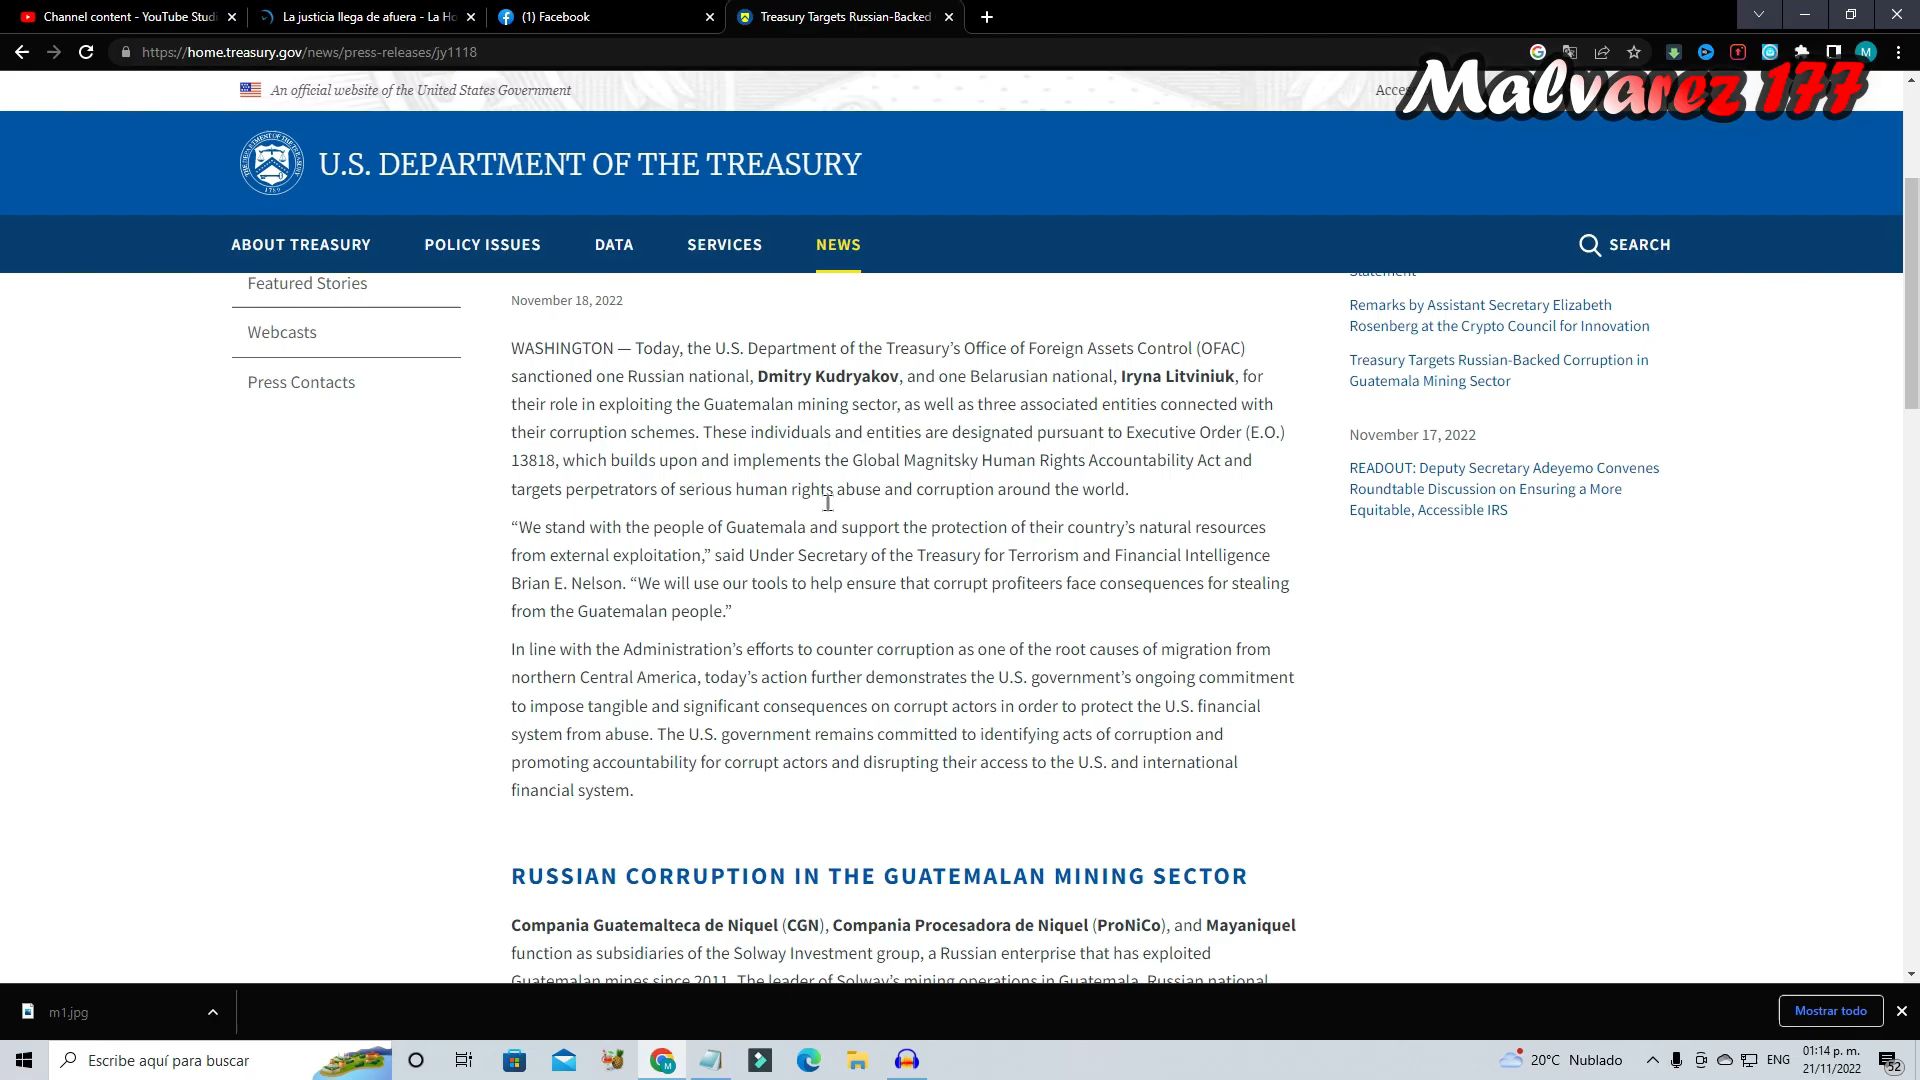 Channel content - YouTube Studi
La justicia llega de afuera - La Ho
(1) Facebook
Treasury Targets Russian-Backed
https://home.treasury.gov/news/press-releases/jy1118
An official website of the United States Government
Acces
Malvarez 177
U.S. DEPARTMENT OF THE TREASURY
ABOUT TREASURY
POLICY ISSUES
DATA
SERVICES
NEWS
SEARCH
Featured Stories
Webcasts
Press Contacts
November 18, 2022
WASHINGTON — Today, the U.S. Department of the Treasury’s Office of Foreign Assets Control (OFAC)
sanctioned one Russian national, Dmitry Kudryakov, and one Belarusian national, Iryna Litviniuk, for
their role in exploiting the Guatemalan mining sector, as well as three associated entities connected with
their corruption schemes. These individuals and entities are designated pursuant to Executive Order (E.O.)
13818, which builds upon and implements the Global Magnitsky Human Rights Accountability Act and
targets perpetrators of serious human rights abuse and corruption around the world.
“We stand with the people of Guatemala and support the protection of their country’s natural resources
from external exploitation,” said Under Secretary of the Treasury for Terrorism and Financial Intelligence
Brian E. Nelson. “We will use our tools to help ensure that corrupt profiteers face consequences for stealing
from the Guatemalan people.”
In line with the Administration’s efforts to counter corruption as one of the root causes of migration from
northern Central America, today’s action further demonstrates the U.S. government’s ongoing commitment
to impose tangible and significant consequences on corrupt actors in order to protect the U.S. financial
system from abuse. The U.S. government remains committed to identifying acts of corruption and
promoting accountability for corrupt actors and disrupting their access to the U.S. and international
financial system.
RUSSIAN CORRUPTION IN THE GUATEMALAN MINING SECTOR
Compania Guatemalteca de Niquel (CGN), Compania Procesadora de Niquel (ProNiCo), and Mayaniquel
function as subsidiaries of the Solway Investment group, a Russian enterprise that has exploited
Guatemalan mines since 2011. The leader of Solway’s mining operations in Guatemala, Russian national,
Statement
Remarks by Assistant Secretary Elizabeth
Rosenberg at the Crypto Council for Innovation
Treasury Targets Russian-Backed Corruption in
Guatemala Mining Sector
November 17, 2022
READOUT: Deputy Secretary Adeyemo Convenes
Roundtable Discussion on Ensuring a More
Equitable, Accessible IRS
m1.jpg
Mostrar todo
Escribe aquí para buscar
20°C Nublado
ENG
01:14 p. m.
21/11/2022
52